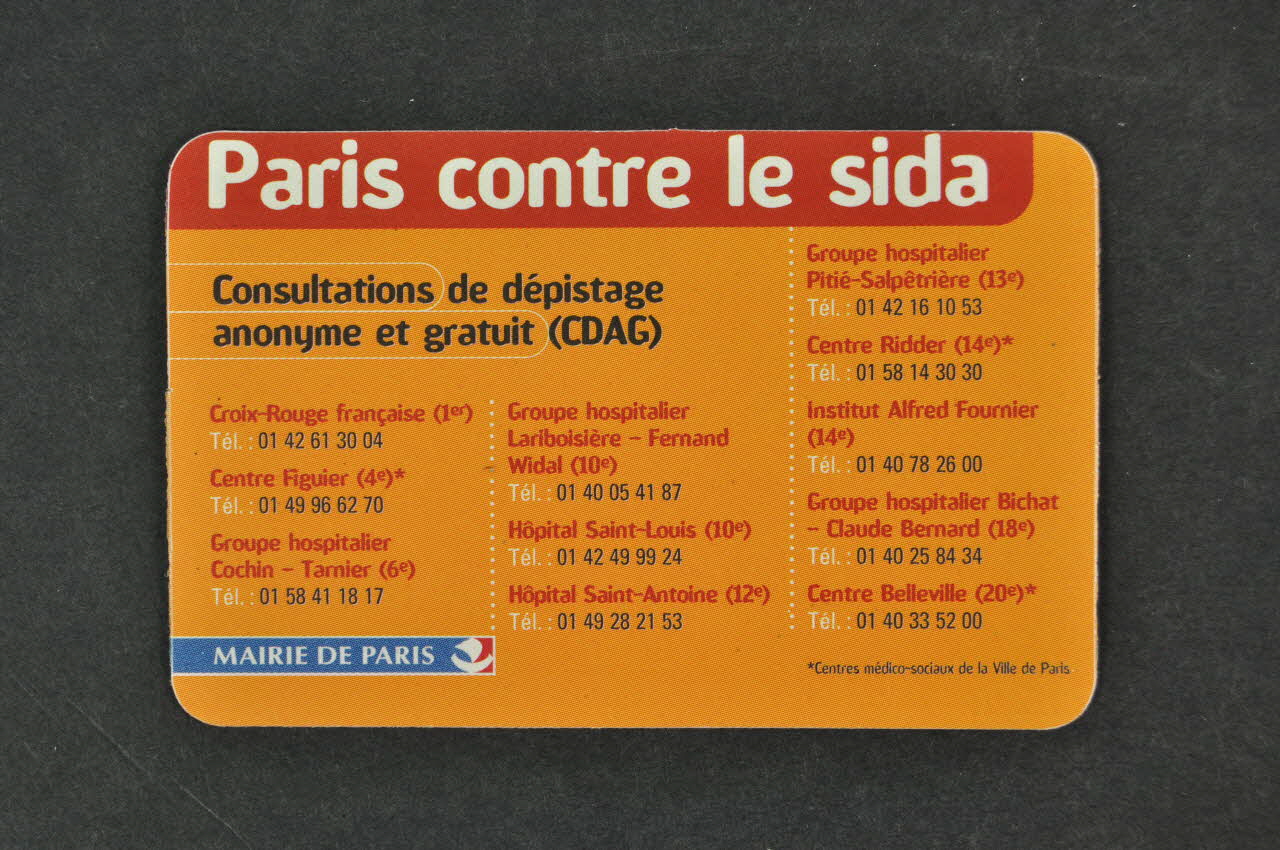 Paris contre le sida
Consultations de dépistage
anonyme et gratuit (CDAG)
Croix-Rouge française (1er)
Tél. : 01 42 61 30 04
Centre Figuier (4e)*
Tél. : 01 49 96 62 70
Groupe hospitalier
Cochin – Tarnier (6e)
Tél. : 01 58 41 18 17
Groupe hospitalier
Lariboisière – Fernand
Widal (10e)
Tél. : 01 40 05 41 87
Hôpital Saint-Louis (10e)
Tél. : 01 42 49 99 24
Hôpital Saint-Antoine (12e)
Tél. : 01 49 28 21 53
Groupe hospitalier
Pitié-Salpêtrière (13e)
Tél. : 01 42 16 10 53
Centre Ridder (14e)*
Tél. : 01 58 14 30 30
Institut Alfred Fournier
(14e)
Tél. : 01 40 78 26 00
Groupe hospitalier Bichat
– Claude Bernard (18e)
Tél. : 01 40 25 84 34
Centre Belleville (20e)*
Tél. : 01 40 33 52 00
*Centres médico-sociaux de la Ville de Paris
MAIRIE DE PARIS